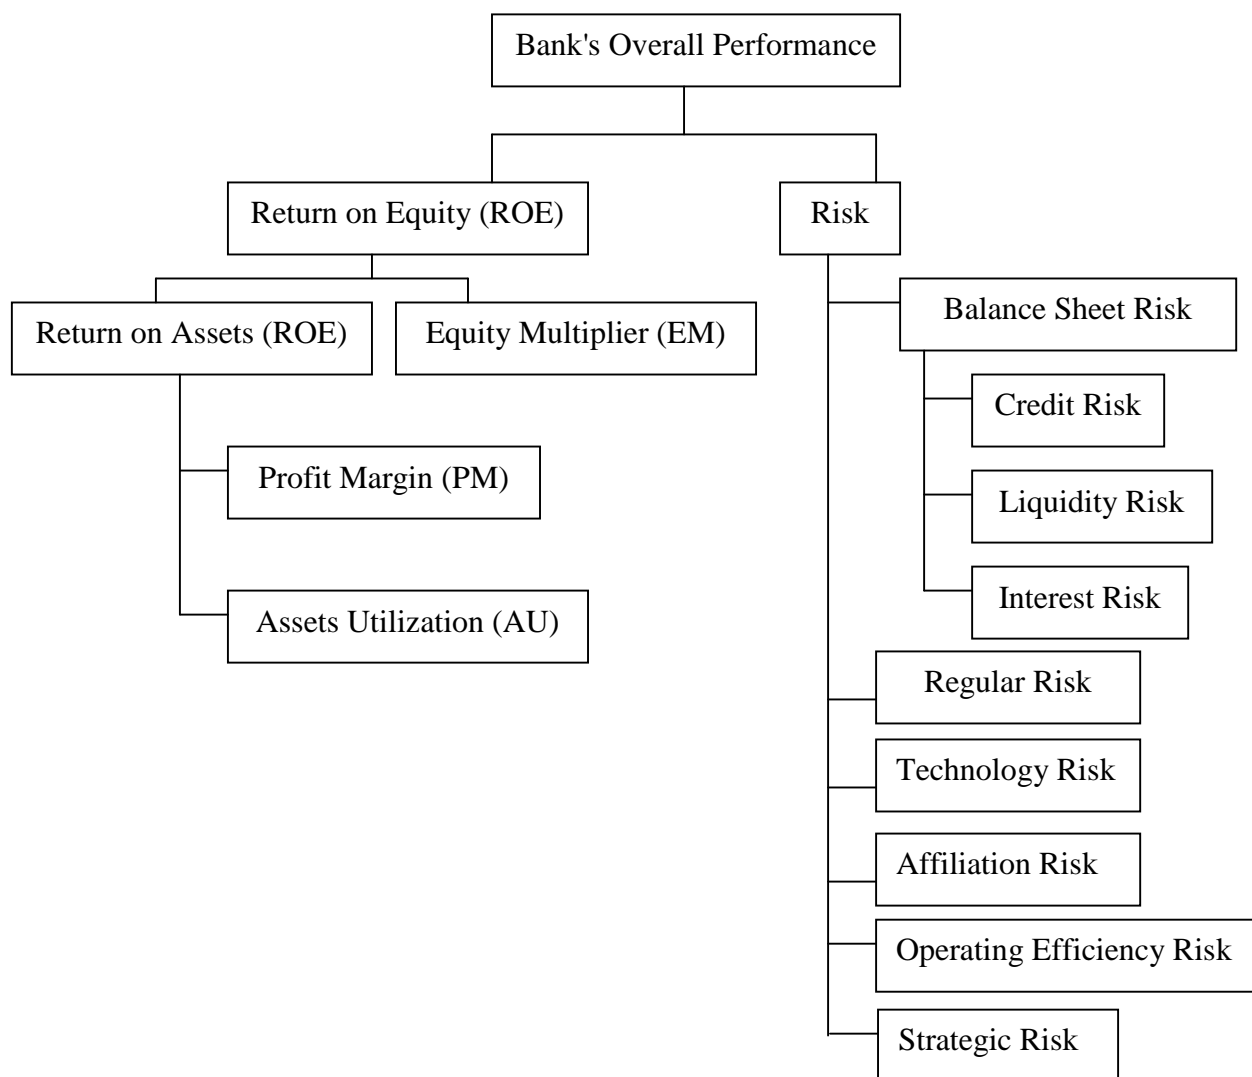 Bank's Overall Performance
Return on Equity (ROE)
Risk
Return on Assets (ROE)
Equity Multiplier (EM)
Balance Sheet Risk
Credit Risk
Profit Margin (PM)
Liquidity Risk
Assets Utilization (AU)
Interest Risk
Regular Risk
Technology Risk
Affiliation Risk
Operating Efficiency Risk
Strategic Risk